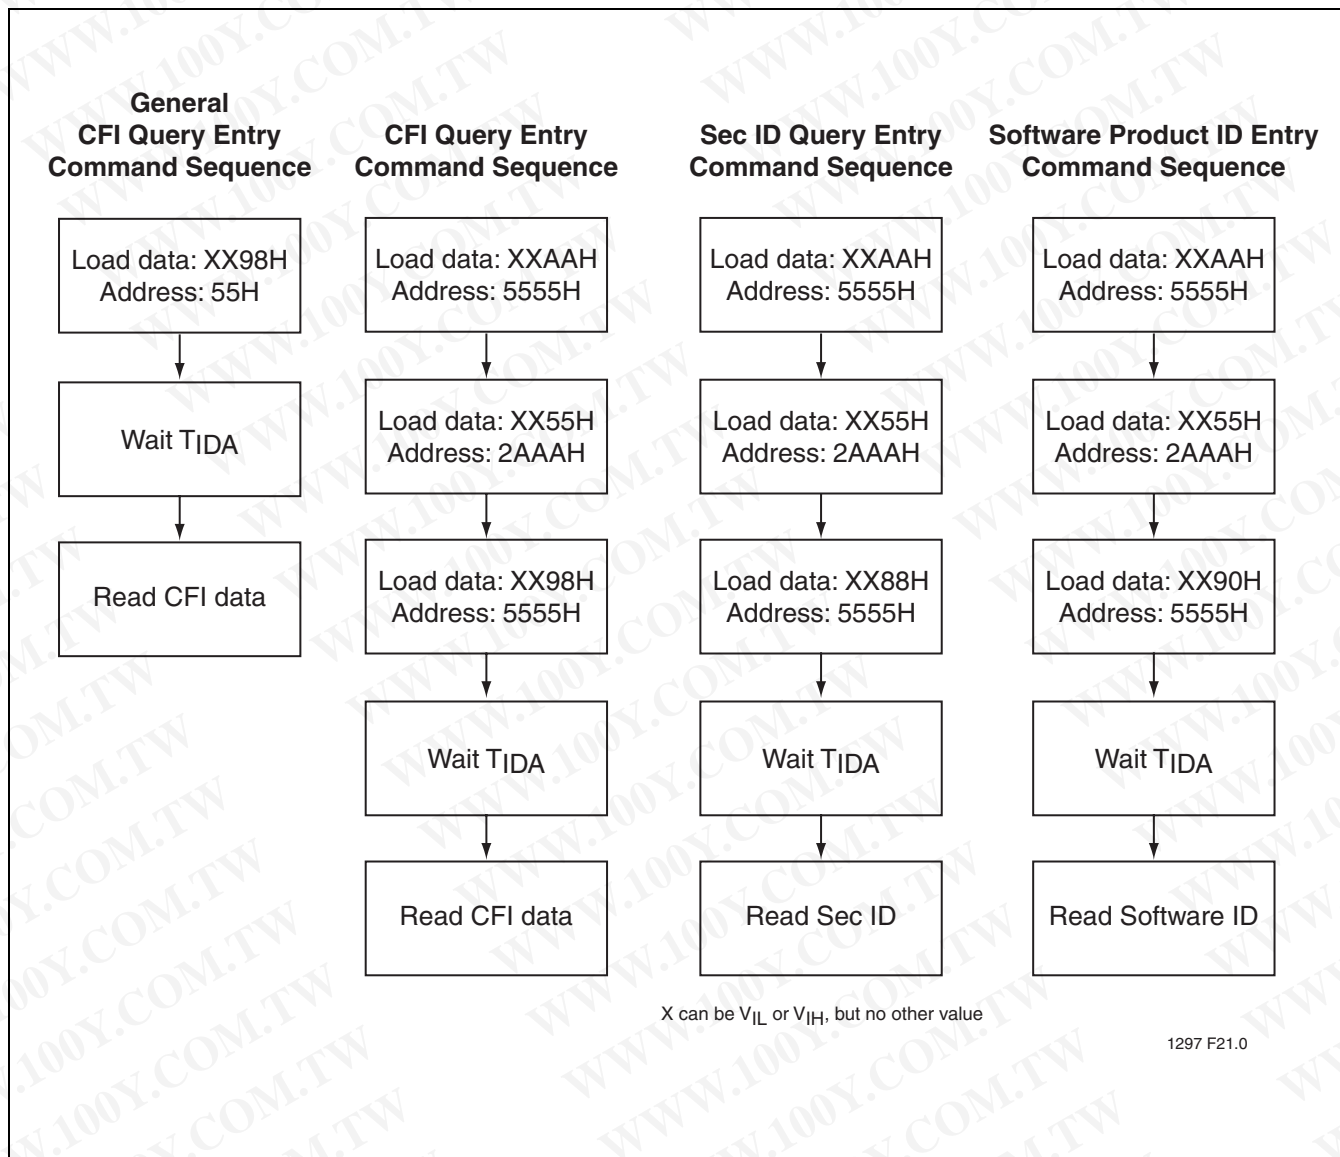 General
CFI Query Entry
Command Sequence
Load data: XX98H
Address: 55H
Wait TIDA
Read CFI data
CFI Query Entry
Command Sequence
Load data: XXAAH
Address: 5555H
Load data: XX55H
Address: 2AAAH
Load data: XX98H
Address: 5555H
Wait TIDA
Read CFI data
Sec ID Query Entry
Command Sequence
Load data: XXAAH
Address: 5555H
Load data: XX55H
Address: 2AAAH
Load data: XX88H
Address: 5555H
Wait TIDA
Read Sec ID
Software Product ID Entry
Command Sequence
Load data: XXAAH
Address: 5555H
Load data: XX55H
Address: 2AAAH
Load data: XX90H
Address: 5555H
Wait TIDA
Read Software ID
X can be VIL or VIH, but no other value
1297 F21.0
WWW.100Y.COM.TW